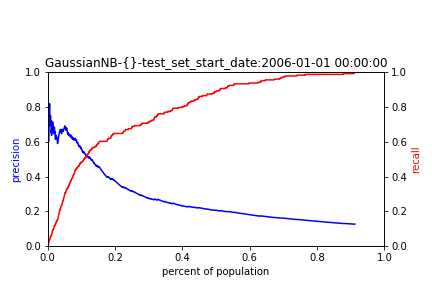 GaussianNB-{}-test_set_start_date:2006-01-01 00:00:00
1.0
0.8
0.6
0.4
0.2
0.0
precision
1.0
0.8
0.6
0.4
0.2
0.0
recall
0.0 0.2 0.4 0.6 0.8 1.0
percent of population